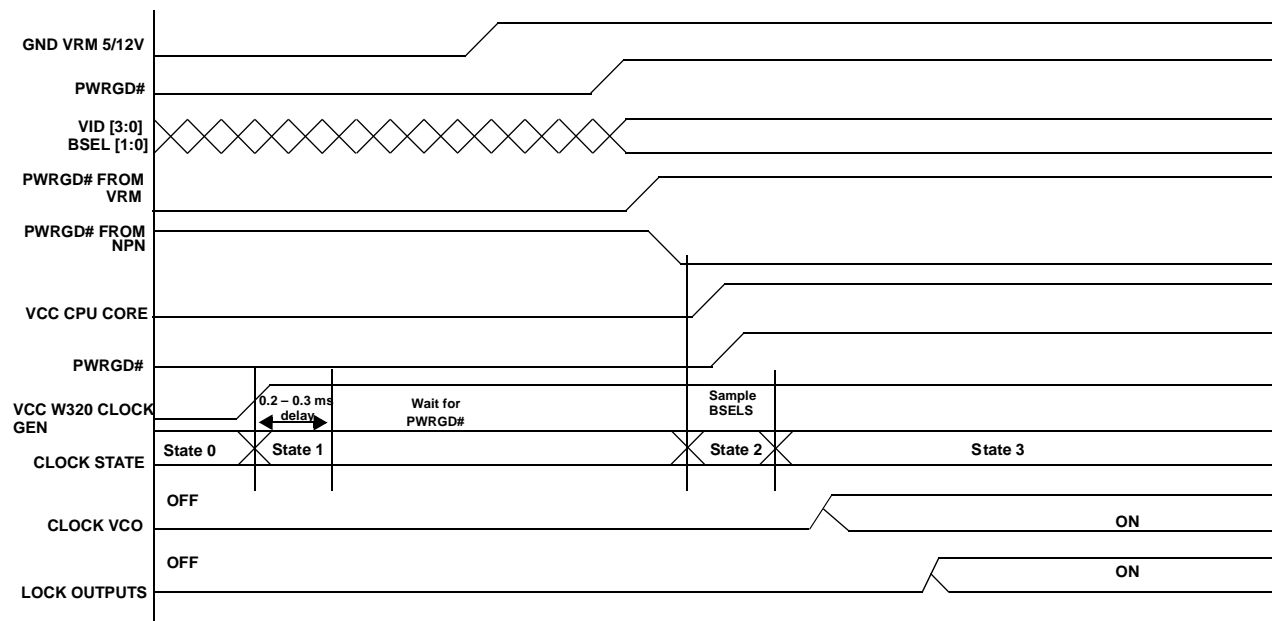 GND VRM 5/12V
PWRGD#
VID [3:0]
BSEL [1:0]
PWRGD# FROM
VRM
PWRGD# FROM
NPN
VCC CPU CORE
PWRGD#
VCC W320 CLOCK
GEN
0.2 – 0.3 ms
delay
Wait for
PWRGD#
Sample
BSELS
CLOCK STATE
State 0
State 1
State 2
State 3
OFF
CLOCK VCO
ON
OFF
LOCK OUTPUTS
ON